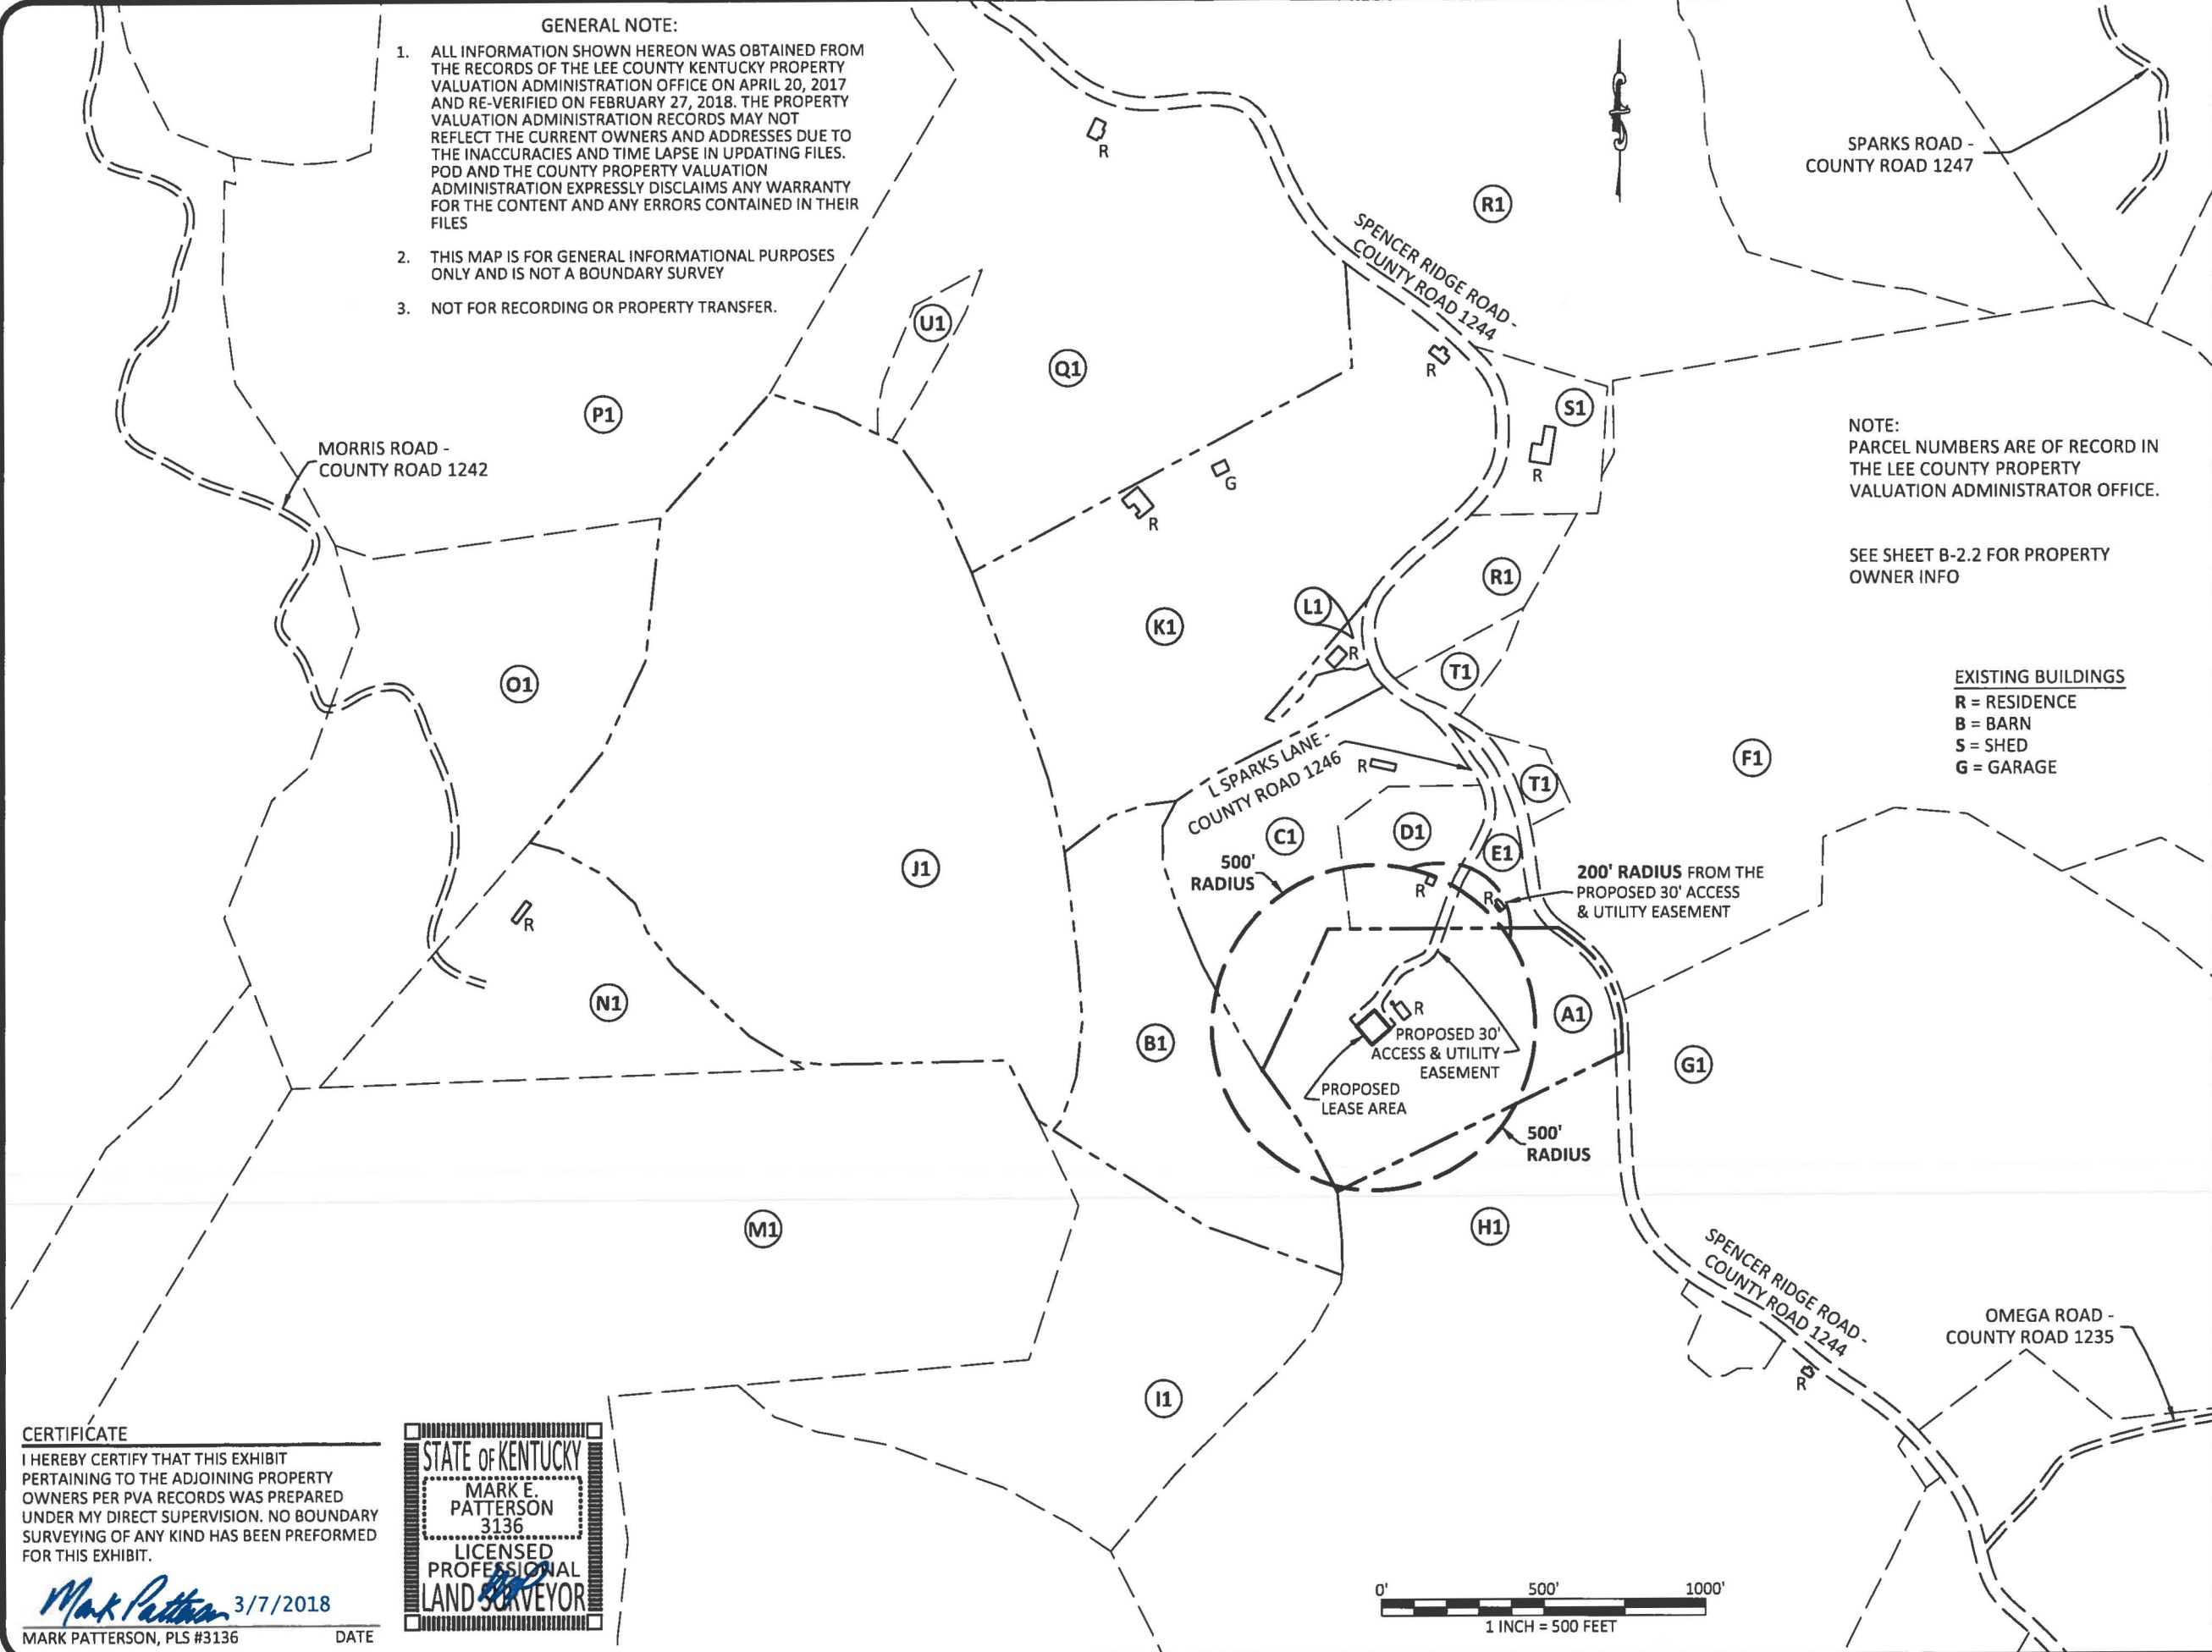 GENERAL NOTE:
1. ALL INFORMATION SHOWN HEREON WAS OBTAINED FROM
THE RECORDS OF THE LEE COUNTY KENTUCKY PROPERTY
VALUATION ADMINISTRATION OFFICE ON APRIL 20, 2017
AND RE-VERIFIED ON FEBRUARY 27, 2018. THE PROPERTY
VALUATION ADMINISTRATION RECORDS MAY NOT
REFLECT THE CURRENT OWNERS AND ADDRESSES DUE TO
THE INACCURACIES AND TIME LAPSE IN UPDATING FILES.
POD AND THE COUNTY PROPERTY VALUATION
ADMINISTRATION EXPRESSLY DISCLAIMS ANY WARRANTY
FOR THE CONTENT AND ANY ERRORS CONTAINED IN THEIR
FILES
2. THIS MAP IS FOR GENERAL INFORMATIONAL PURPOSES
ONLY AND IS NOT A BOUNDARY SURVEY
3. NOT FOR RECORDING OR PROPERTY TRANSFER.
R
R1
SPARKS ROAD -
COUNTY ROAD 1247
SPENCER RIDGE ROAD -
COUNTY ROAD 1244
U1
Q1
R
P1
S1
R
MORRIS ROAD -
COUNTY ROAD 1242
G
R
NOTE:
PARCEL NUMBERS ARE OF RECORD IN
THE LEE COUNTY PROPERTY
VALUATION ADMINISTRATOR OFFICE.
SEE SHEET B-2.2 FOR PROPERTY
OWNER INFO
R1
L1
K1
R
T1
O1
EXISTING BUILDINGS
R = RESIDENCE
B = BARN
S = SHED
G = GARAGE
L SPARKS LANE -
COUNTY ROAD 1246
R
T1
F1
C1
D1
E1
J1
500'
RADIUS
R
R
200' RADIUS FROM THE
PROPOSED 30' ACCESS
& UTILITY EASEMENT
R
N1
B1
R
A1
PROPOSED 30'
ACCESS & UTILITY
EASEMENT
G1
PROPOSED
LEASE AREA
500'
RADIUS
M1
H1
SPENCER RIDGE ROAD -
COUNTY ROAD 1244
OMEGA ROAD -
COUNTY ROAD 1235
R
I1
CERTIFICATE
I HEREBY CERTIFY THAT THIS EXHIBIT
PERTAINING TO THE ADJOINING PROPERTY
OWNERS PER PVA RECORDS WAS PREPARED
UNDER MY DIRECT SUPERVISION. NO BOUNDARY
SURVEYING OF ANY KIND HAS BEEN PREFORMED
FOR THIS EXHIBIT.
Mark Patterson 3/7/2018
MARK PATTERSON, PLS #3136 DATE
STATE OF KENTUCKY
MARK E.
PATTERSON
3136
LICENSED
PROFESSIONAL
LAND SURVEYOR
0' 500' 1000'
1 INCH = 500 FEET